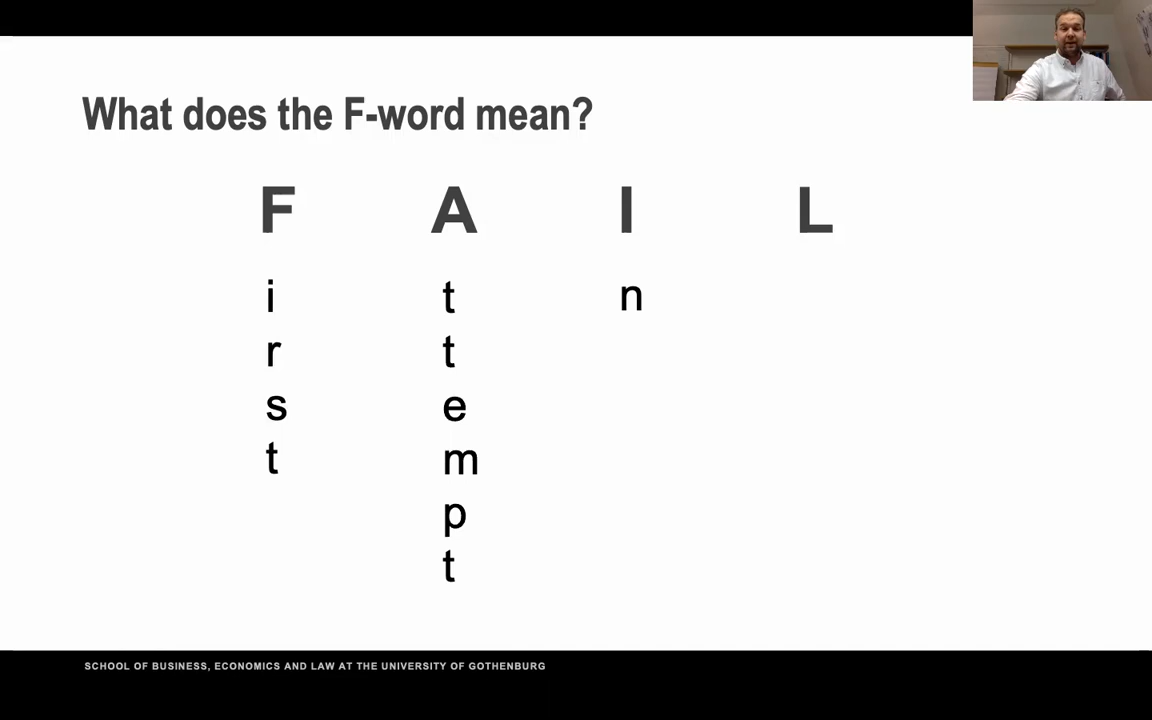 What does the F-word mean?
F A I L
i t n
r t
s e
t m
p
t
SCHOOL OF BUSINESS, ECONOMICS AND LAW AT THE UNIVERSITY OF GOTHENBURG